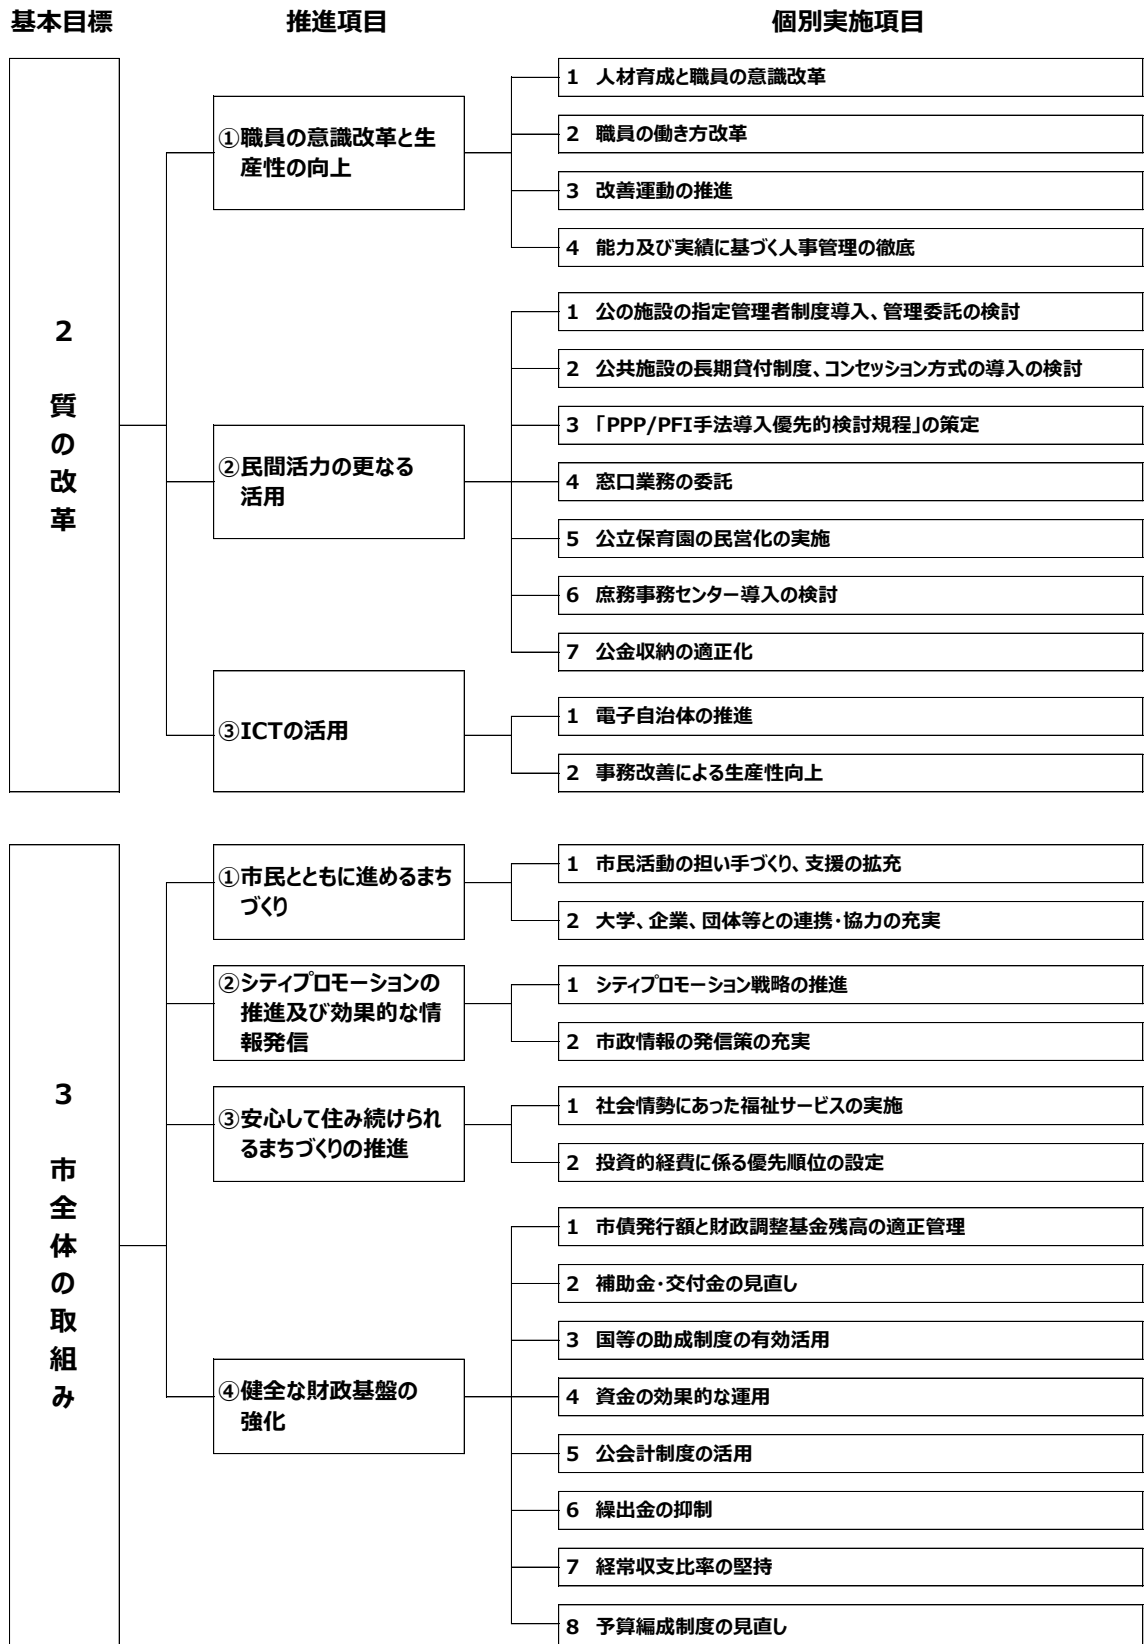 基本目標 推進項目 個別実施項目
2 質の改革
①職員の意識改革と生
産性の向上
1 人材育成と職員の意識改革
2 職員の働き方改革
3 改善運動の推進
4 能力及び実績に基づく人事管理の徹底
②民間活力の更なる
活用
1 公の施設の指定管理者制度導入、管理委託の検討
2 公共施設の長期貸付制度、コンセッション方式の導入の検討
3 「PPP/PFI手法導入優先的検討規程」の策定
4 窓口業務の委託
5 公立保育園の民営化の実施
6 庶務事務センター導入の検討
7 公金収納の適正化
③ICTの活用
1 電子自治体の推進
2 事務改善による生産性向上
3 市全体の取組み
①市民とともに進めるまち
づくり
1 市民活動の担い手づくり、支援の拡充
2 大学、企業、団体等との連携・協力の充実
②シティプロモーションの
推進及び効果的な情
報発信
1 シティプロモーション戦略の推進
2 市政情報の発信策の充実
③安心して住み続けられ
るまちづくりの推進
1 社会情勢にあった福祉サービスの実施
2 投資的経費に係る優先順位の設定
④健全な財政基盤の
強化
1 市債発行額と財政調整基金残高の適正管理
2 補助金・交付金の見直し
3 国等の助成制度の有効活用
4 資金の効果的な運用
5 公会計制度の活用
6 繰出金の抑制
7 経常収支比率の堅持
8 予算編成制度の見直し